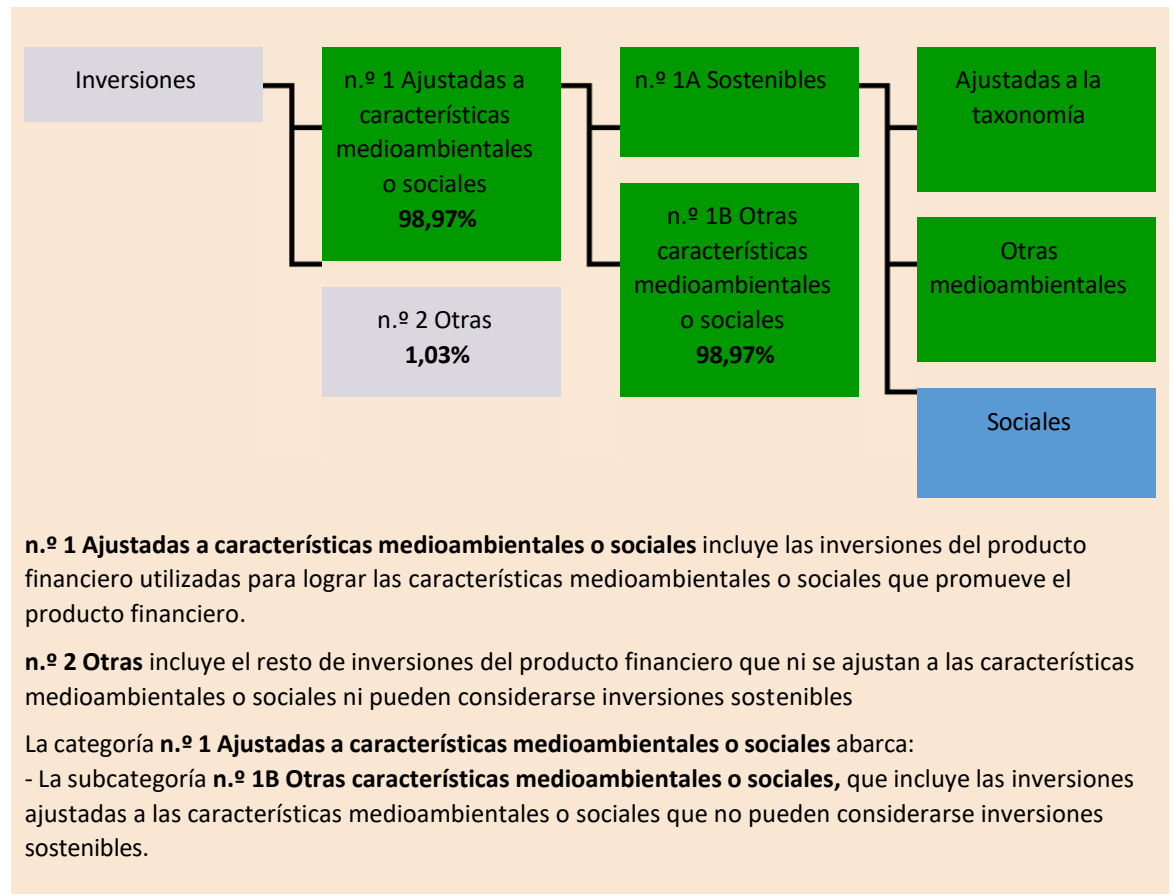 Inversiones
n.º 1 Ajustadas a
características
medioambientales
o sociales
98,97%
n.º 2 Otras
1,03%
n.º 1A Sostenibles
n.º 1B Otras
características
medioambientales
o sociales
98,97%
Ajustadas a la
taxonomía
Otras
medioambientales
Sociales
n.º 1 Ajustadas a características medioambientales o sociales incluye las inversiones del producto
financiero utilizadas para lograr las características medioambientales o sociales que promueve el
producto financiero.
n.º 2 Otras incluye el resto de inversiones del producto financiero que ni se ajustan a las características
medioambientales o sociales ni pueden considerarse inversiones sostenibles
La categoría n.º 1 Ajustadas a características medioambientales o sociales abarca:
- La subcategoría n.º 1B Otras características medioambientales o sociales, que incluye las inversiones
ajustadas a las características medioambientales o sociales que no pueden considerarse inversiones
sostenibles.